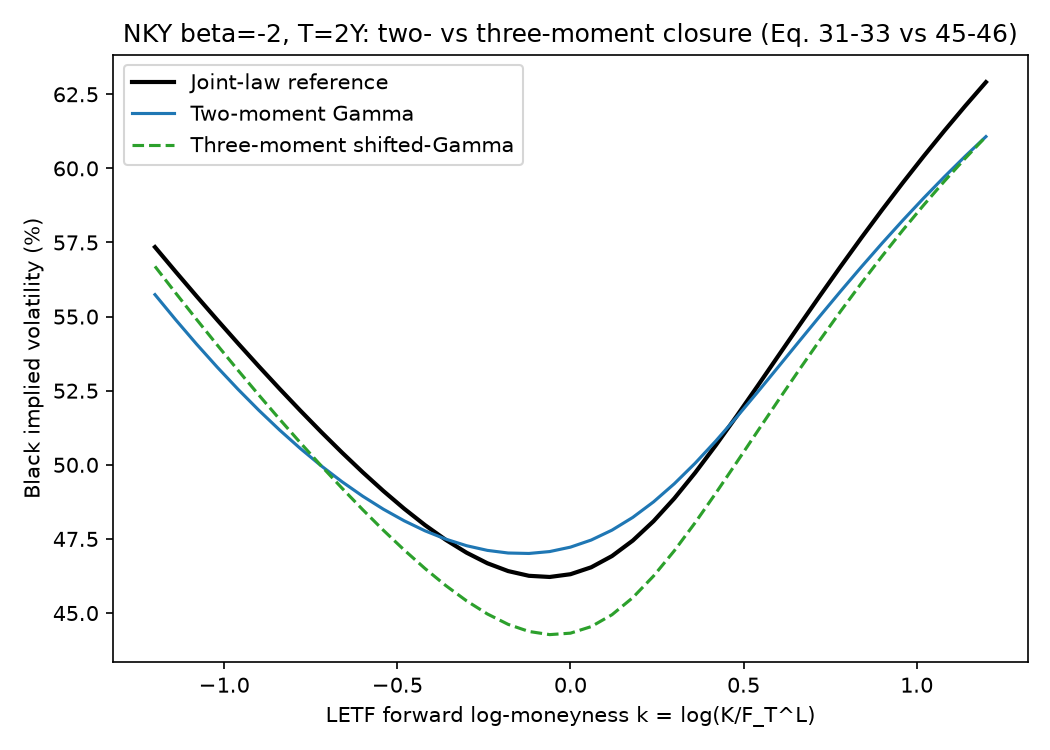 NKY beta=-2, T=2Y: two- vs three-moment closure (Eq. 31-33 vs 45-46)
Joint-law reference
Two-moment Gamma
Three-moment shifted-Gamma
Black implied volatility (%)
62.5
60.0
57.5
55.0
52.5
50.0
47.5
45.0
−1.0
−0.5
0.0
0.5
1.0
LETF forward log-moneyness k = log(K/F_T^L)